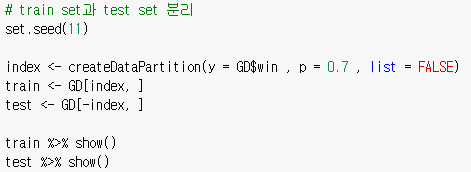 # train set과 test set 분리
set.seed(11)
index <- createDataPartition(y = GD$win , p = 0.7 , list = FALSE)
train <- GD[index, ]
test <- GD[-index, ]
train %>% show()
test %>% show()